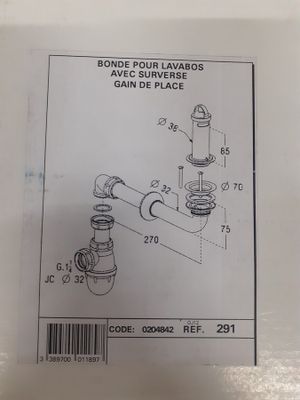 BONDE POUR LAVABOS
AVEC SURVERSE
GAIN DE PLACE
Ø 38
65
Ø 70
Ø 32
75
270
G.1¼
JC Ø 32
CODE: 0204842 REF. 291
3 389700 011897